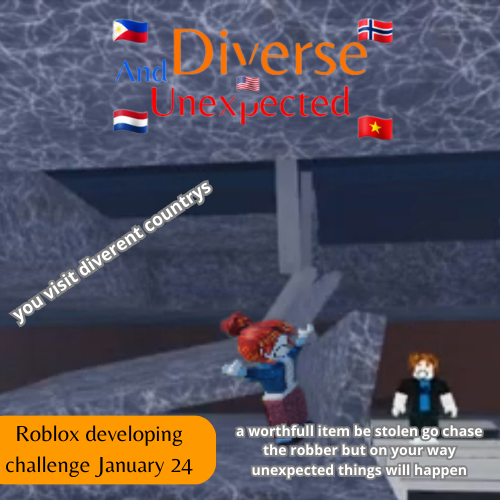 Diverse
And
Unexpected
you visit diverent countrys
Roblox developing
challenge January 24
a worthfull item be stolen go chase
the robber but on your way
unexpected things will happen